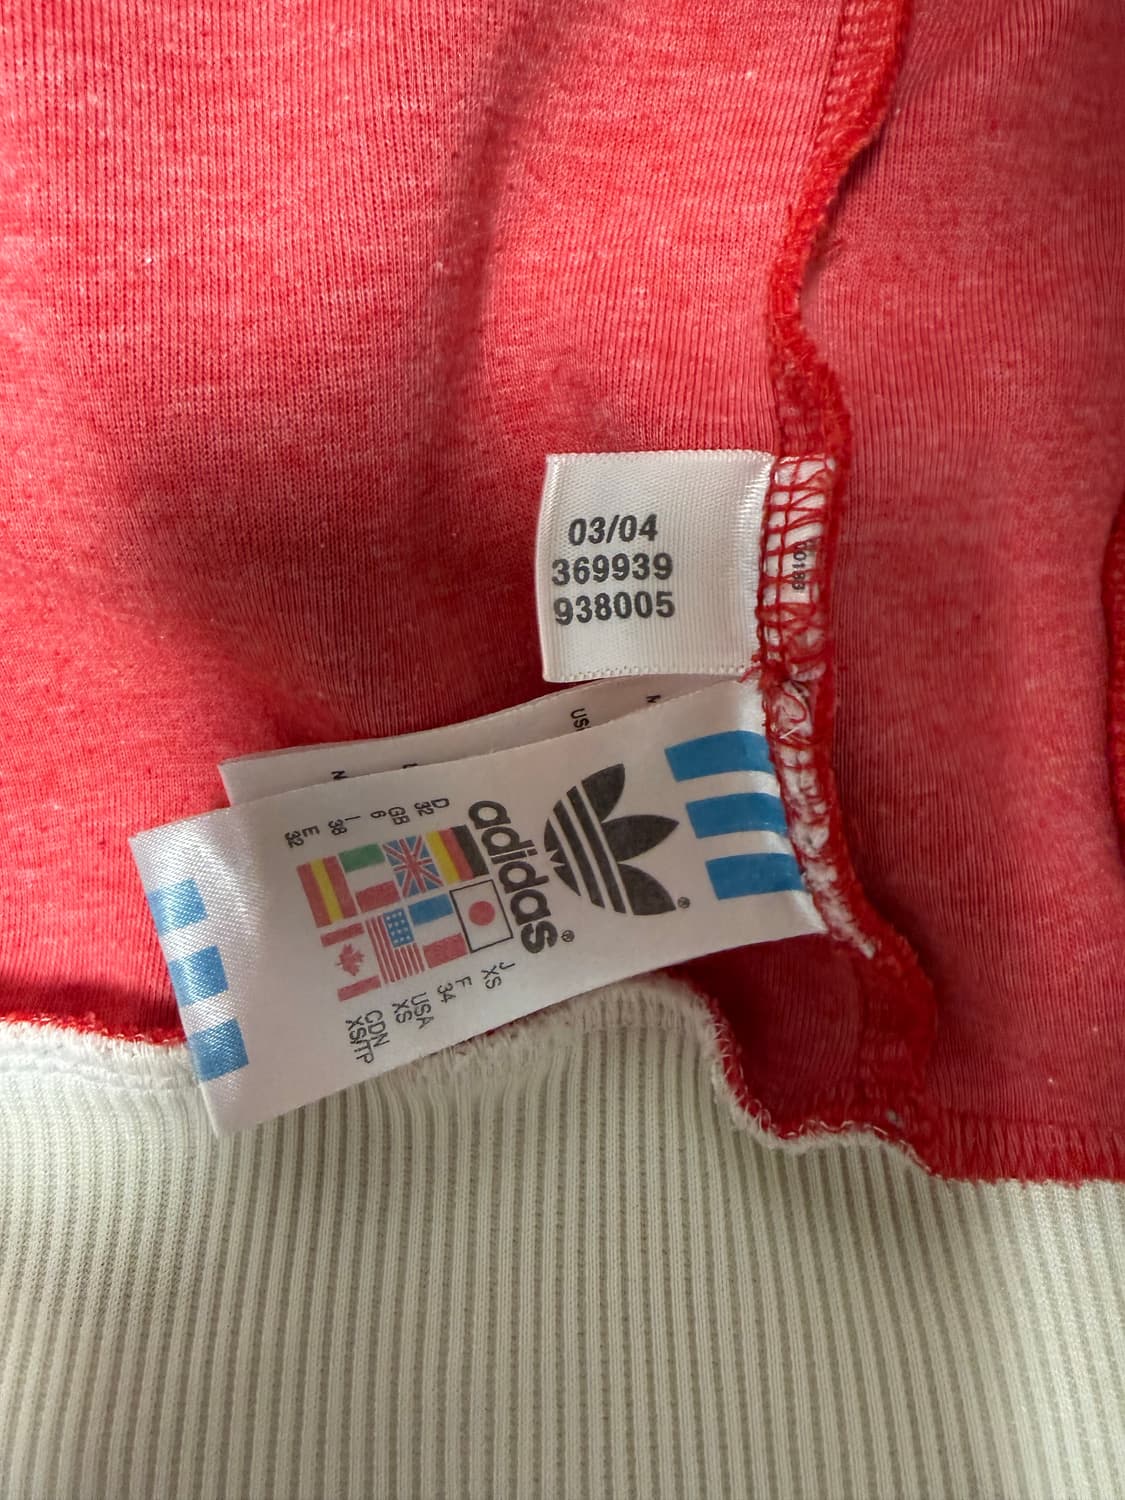 03/04
369939
938005
adidas®
®
D
32
GB
6
I
38
E
32
J
XS
F
34
USA
XS
CDN
XS/TP